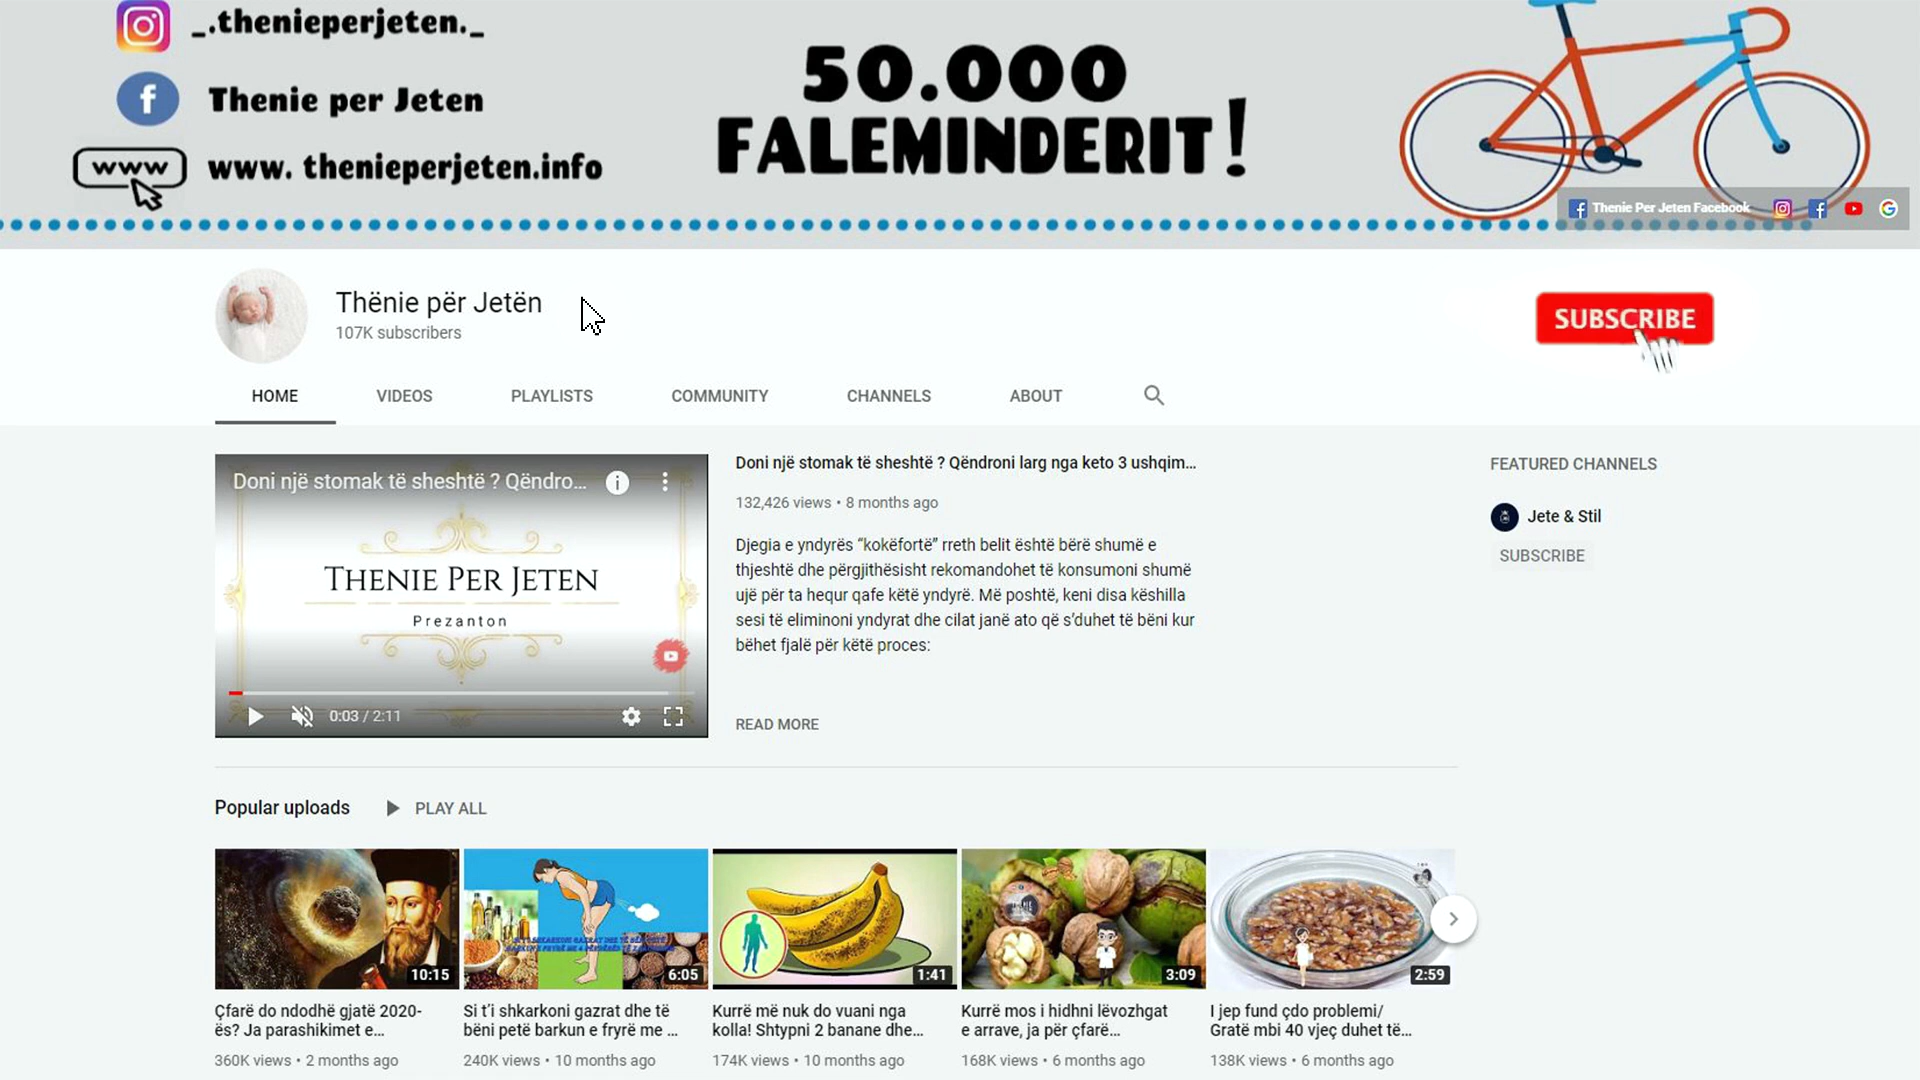 _.thenieperjeten._
Thenie per Jeten
www
www. thenieperjeten.info
50.000
FALEMINDERIT!
Thenie Per Jeten Facebook
Thënie për Jetën
107K subscribers
SUBSCRIBE
HOME
VIDEOS
PLAYLISTS
COMMUNITY
CHANNELS
ABOUT
Doni një stomak të sheshtë ? Qëndro...
THENIE PER JETEN
Prezanton
0:03 / 2:11
Doni një stomak të sheshtë ? Qëndroni larg nga keto 3 ushqim...
132,426 views • 8 months ago
Djegia e yndyrës “kokëfortë” rreth belit është bërë shumë e
thjeshtë dhe përgjithësisht rekomandohet të konsumoni shumë
ujë për ta hequr qafe këtë yndyrë. Më poshtë, keni disa këshilla
sesi të eliminoni yndyrat dhe cilat janë ato që s’duhet të bëni kur
bëhet fjalë për këtë proces:
READ MORE
FEATURED CHANNELS
Jete & Stil
SUBSCRIBE
Popular uploads
PLAY ALL
10:15
6:05
1:41
3:09
2:59
Çfarë do ndodhë gjatë 2020-
ës? Ja parashikimet e...
360K views • 2 months ago
Si t’i shkarkoni gazrat dhe të
bëni petë barkun e fryrë me ...
240K views • 10 months ago
Kurrë më nuk do vuani nga
kolla! Shtypni 2 banane dhe...
174K views • 10 months ago
Kurrë mos i hidhni lëvozhgat
e arrave, ja për çfarë...
168K views • 6 months ago
I jep fund çdo problemi/
Gratë mbi 40 vjeç duhet të...
138K views • 6 months ago